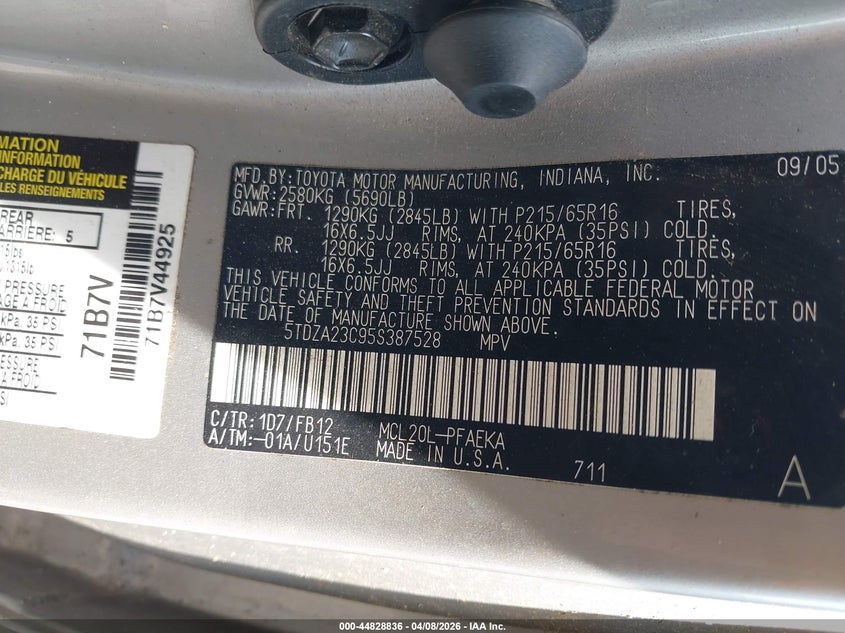 MATION
INFORMATION
CHARGE DU VÉHICULE
LES RENSEIGNEMENTS
REAR
ARRIÈRE: 5
PRESSURE
35 PSI
71B7V
71B7V44925
MFD.BY:TOYOTA MOTOR MANUFACTURING, INDIANA, INC. 09/05
GVWR:2580KG (5690LB)
GAWR:FRT. 1290KG (2845LB) WITH P215/65R16 TIRES,
16X6.5JJ RIMS, AT 240KPA (35PSI) COLD.
RR. 1290KG (2845LB) WITH P215/65R16 TIRES,
16X6.5JJ RIMS, AT 240KPA (35PSI) COLD.
THIS VEHICLE CONFORMS TO ALL APPLICABLE FEDERAL MOTOR
VEHICLE SAFETY AND THEFT PREVENTION STANDARDS IN EFFECT ON
THE DATE OF MANUFACTURE SHOWN ABOVE.
5TDZA23C95S387528 MPV
C/TR:1D7/FB12 MCL20L-PFAEKA
A/TM:-01A/U151E MADE IN U.S.A. 711 A
000-44828836 - 04/08/2026 - IAA Inc.